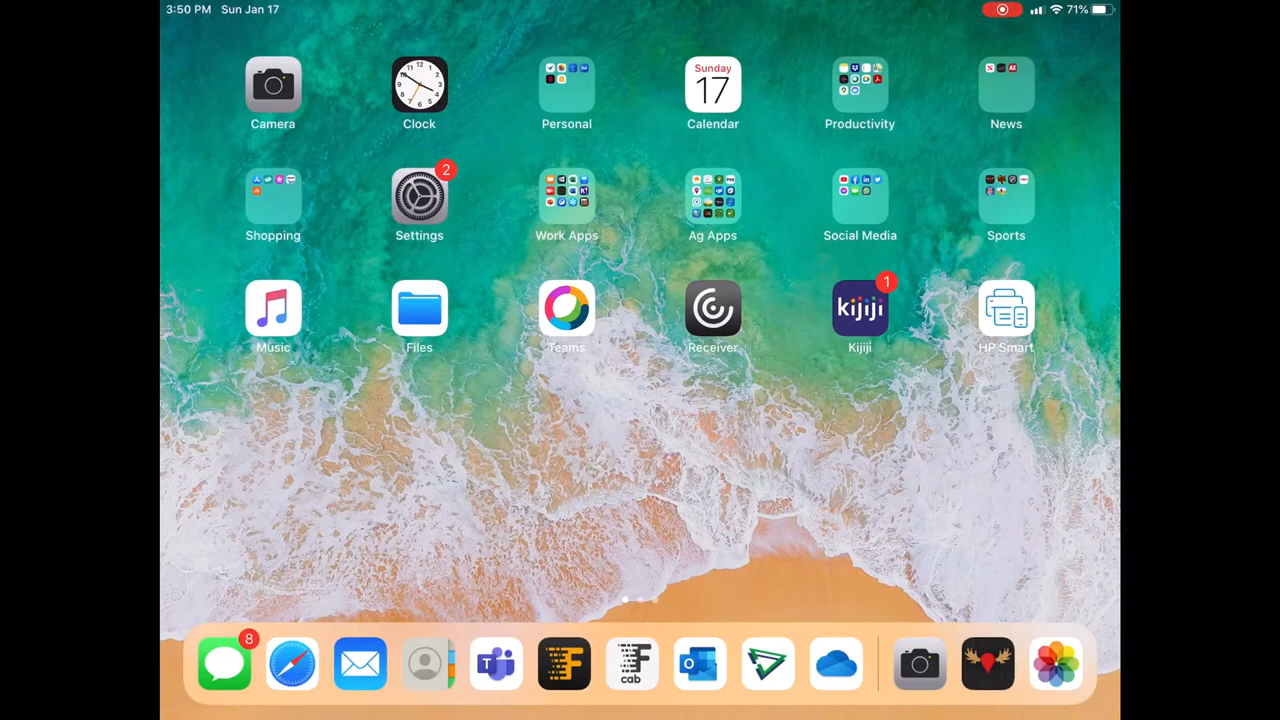 3:50 PM Sun Jan 17
71%
Sunday
17
Camera
Clock
Personal
Calendar
Productivity
News
2
Shopping
Settings
Work Apps
Ag Apps
Social Media
Sports
1
kijiji
Music
Files
Teams
Receiver
Kijiji
HP Smart
8
T
F
F
cab
O